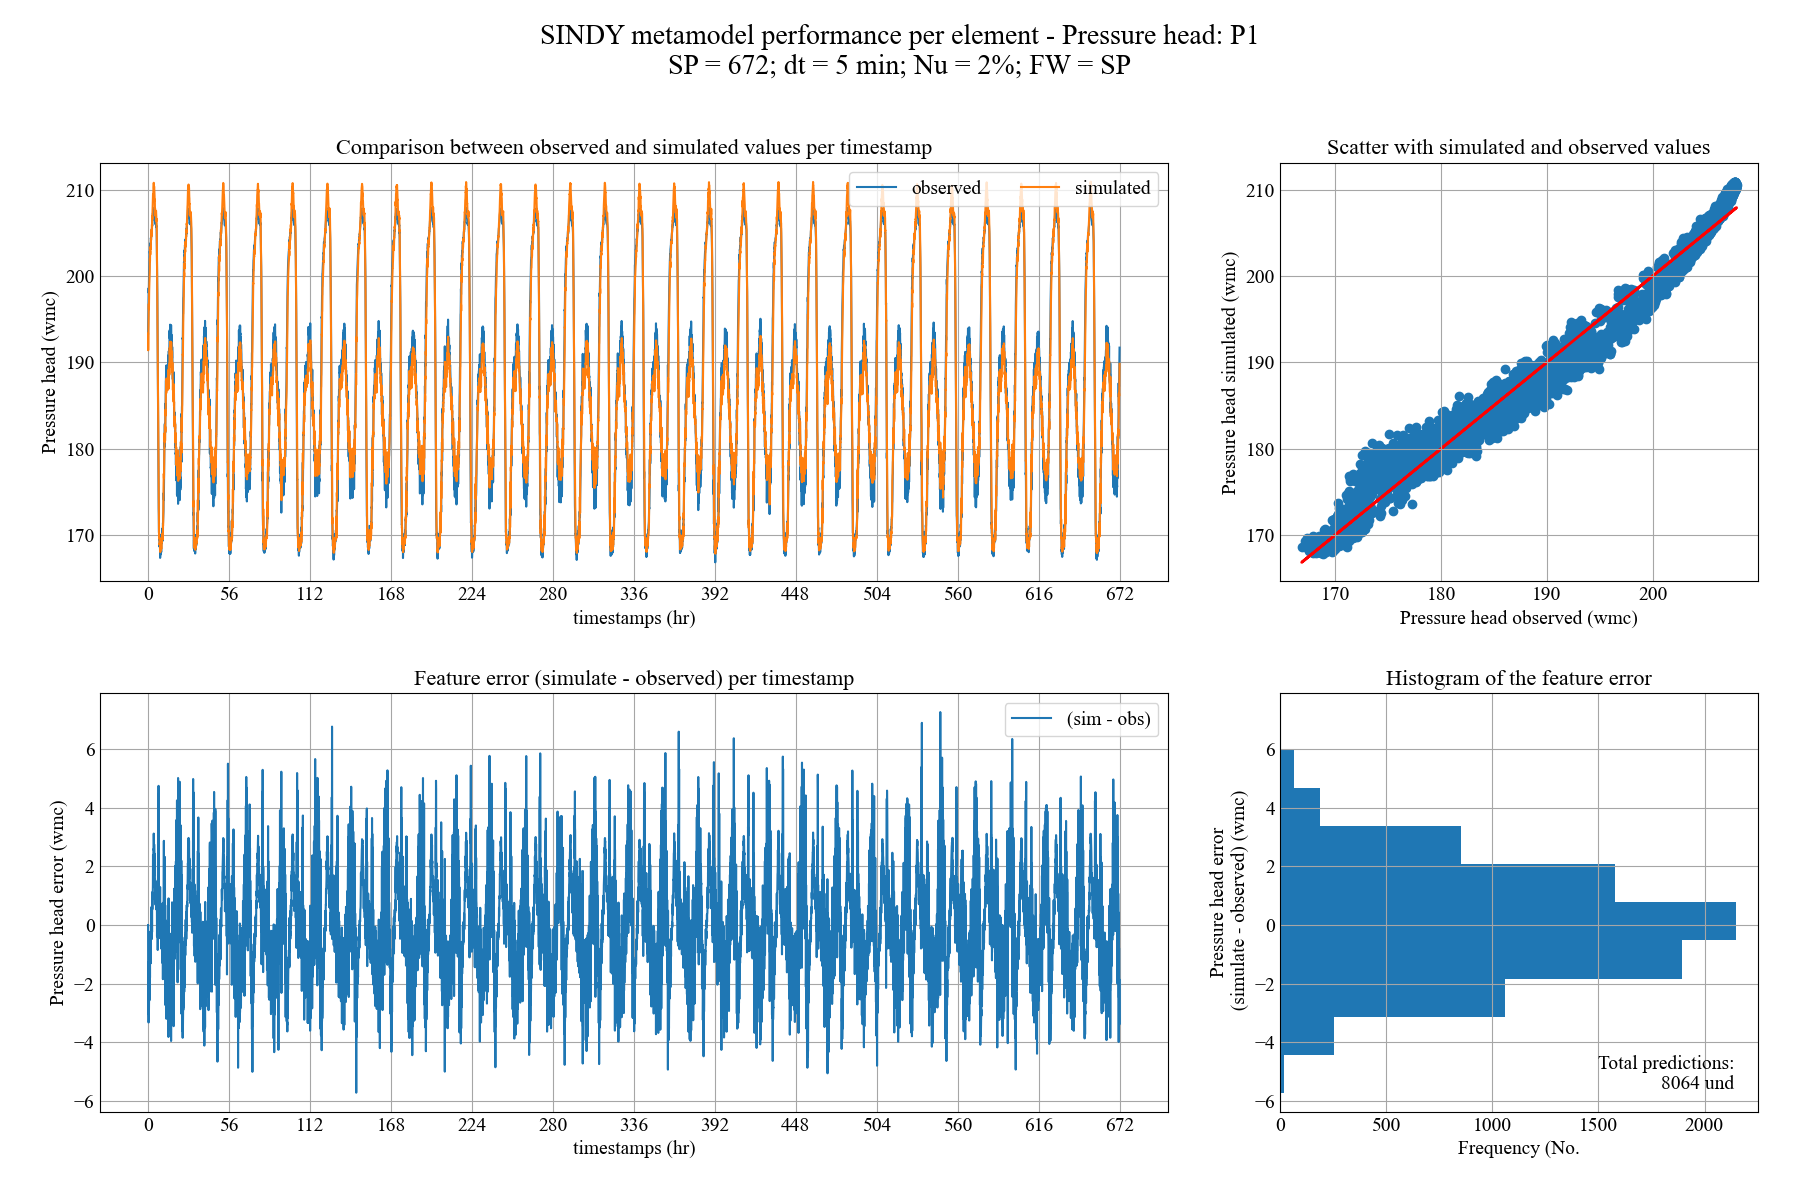 SINDY metamodel performance per element - Pressure head: P1
SP = 672; dt = 5 min; Nu = 2%; FW = SP
Comparison between observed and simulated values per timestamp
210
200
190
180
170
Pressure head (wmc)
observed
simulated
0 56 112 168 224 280 336 392 448 504 560 616 672
timestamps (hr)
Scatter with simulated and observed values
210
200
190
180
170
Pressure head simulated (wmc)
170 180 190 200
Pressure head observed (wmc)
Feature error (simulate - observed) per timestamp
6
4
2
0
−2
−4
−6
Pressure head error (wmc)
(sim - obs)
0 56 112 168 224 280 336 392 448 504 560 616 672
timestamps (hr)
Histogram of the feature error
6
4
2
0
−2
−4
−6
Pressure head error
(simulate - observed) (wmc)
Total predictions:
8064 und
0 500 1000 1500 2000
Frequency (No.